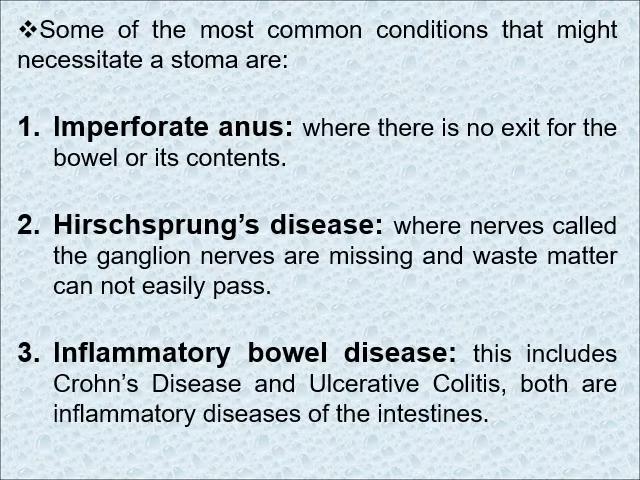 ❖Some of the most common conditions that might
necessitate a stoma are:
1. Imperforate anus: where there is no exit for the
bowel or its contents.
2. Hirschsprung’s disease: where nerves called
the ganglion nerves are missing and waste matter
can not easily pass.
3. Inflammatory bowel disease: this includes
Crohn’s Disease and Ulcerative Colitis, both are
inflammatory diseases of the intestines.